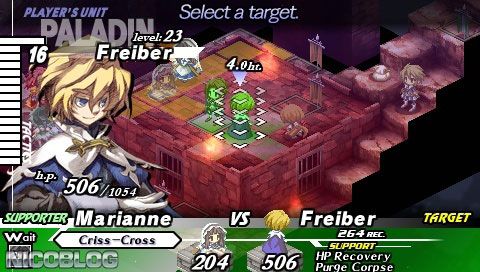 PLAYER'S UNIT
PALADIN
Select a target.
level: 23
16
Freiber
4.0ht.
TACTICS
h.p. 506/1054
SUPPORTER
Marianne
VS
Freiber
TARGET
264 REC.
Wait
Criss-Cross
SUPPORT
204
506
HP Recovery
Purge Corpse
NICOBLOG